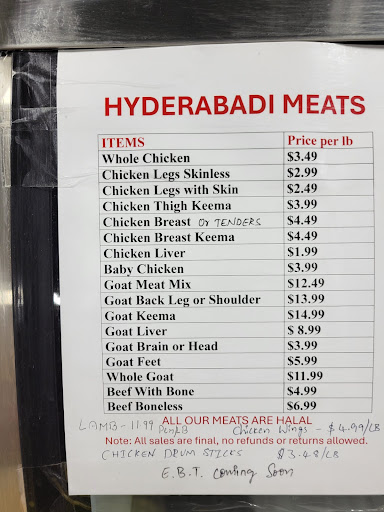 HYDERABADI MEATS
ITEMS Price per lb
Whole Chicken $3.49
Chicken Legs Skinless $2.99
Chicken Legs with Skin $2.49
Chicken Thigh Keema $3.99
Chicken Breast or TENDERS $4.49
Chicken Breast Keema $4.49
Chicken Liver $1.99
Baby Chicken $3.99
Goat Meat Mix $12.49
Goat Back Leg or Shoulder $13.99
Goat Keema $14.99
Goat Liver $ 8.99
Goat Brain or Head $3.99
Goat Feet $5.99
Whole Goat $11.99
Beef With Bone $4.99
Beef Boneless $6.99
LAMB - 11 99 ALL OUR MEATS ARE HALAL
Chicken Wings - $4.99/LB
Note: All sales are final, no refunds or returns allowed.
CHICKEN DRUM STICKS $3.48/LB
E.B.T. coming Soon